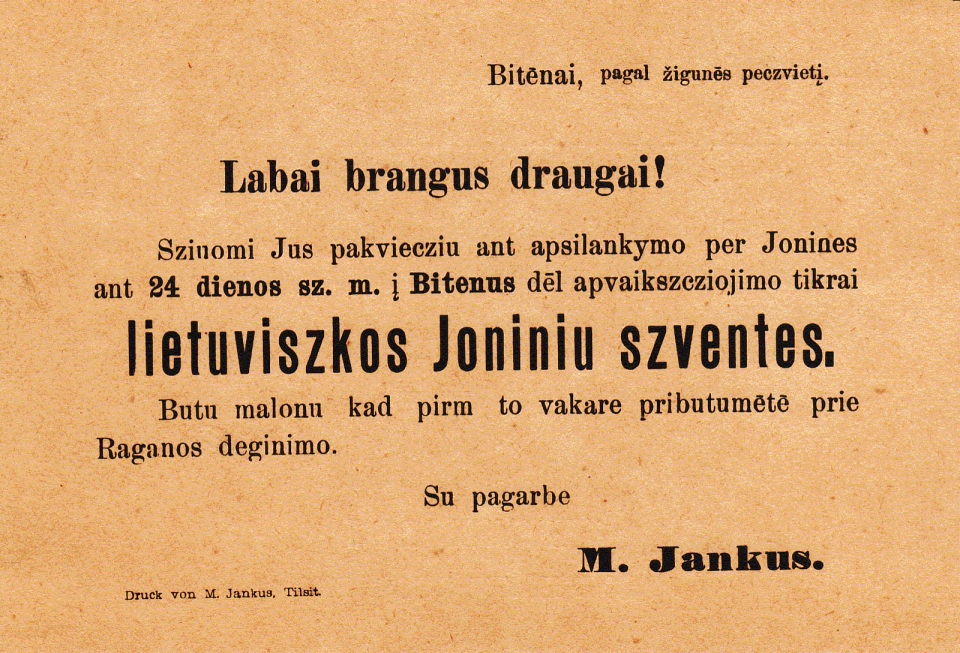 Bitēnai, pagal žigunēs peczvietį.
Labai brangus draugai!
Szinomi Jus pakviecziu ant apsilankymo per Jonines
ant 24 dienos sz. m. į Bitenus dēl apvaikszcziojimo tikrai
lietuviszkos Joniniu szventes.
Butu malonu kad pirm to vakare pributumētē prie
Raganos deginimo.
Su pagarbe
M. Jankus.
Druck von M. Jankus, Tilsit.